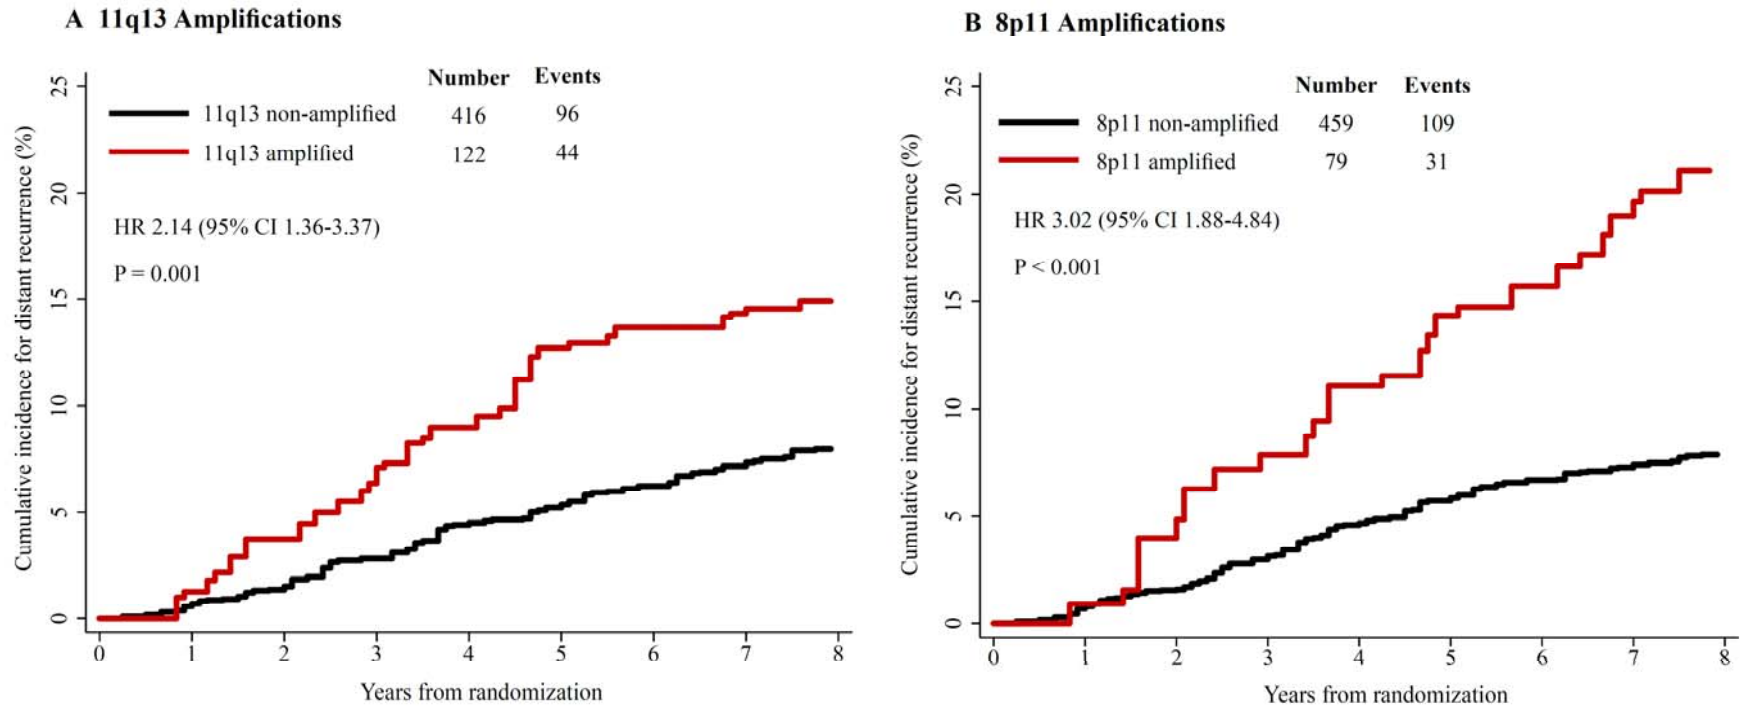 A 11q13 Amplifications
Number Events
11q13 non-amplified 416 96
11q13 amplified 122 44
HR 2.14 (95% CI 1.36-3.37)
P = 0.001
Cumulative incidence for distant recurrence (%)
25
20
15
10
5
0
0 1 2 3 4 5 6 7 8
Years from randomization
B 8p11 Amplifications
Number Events
8p11 non-amplified 459 109
8p11 amplified 79 31
HR 3.02 (95% CI 1.88-4.84)
P < 0.001
Cumulative incidence for distant recurrence (%)
25
20
15
10
5
0
0 1 2 3 4 5 6 7 8
Years from randomization